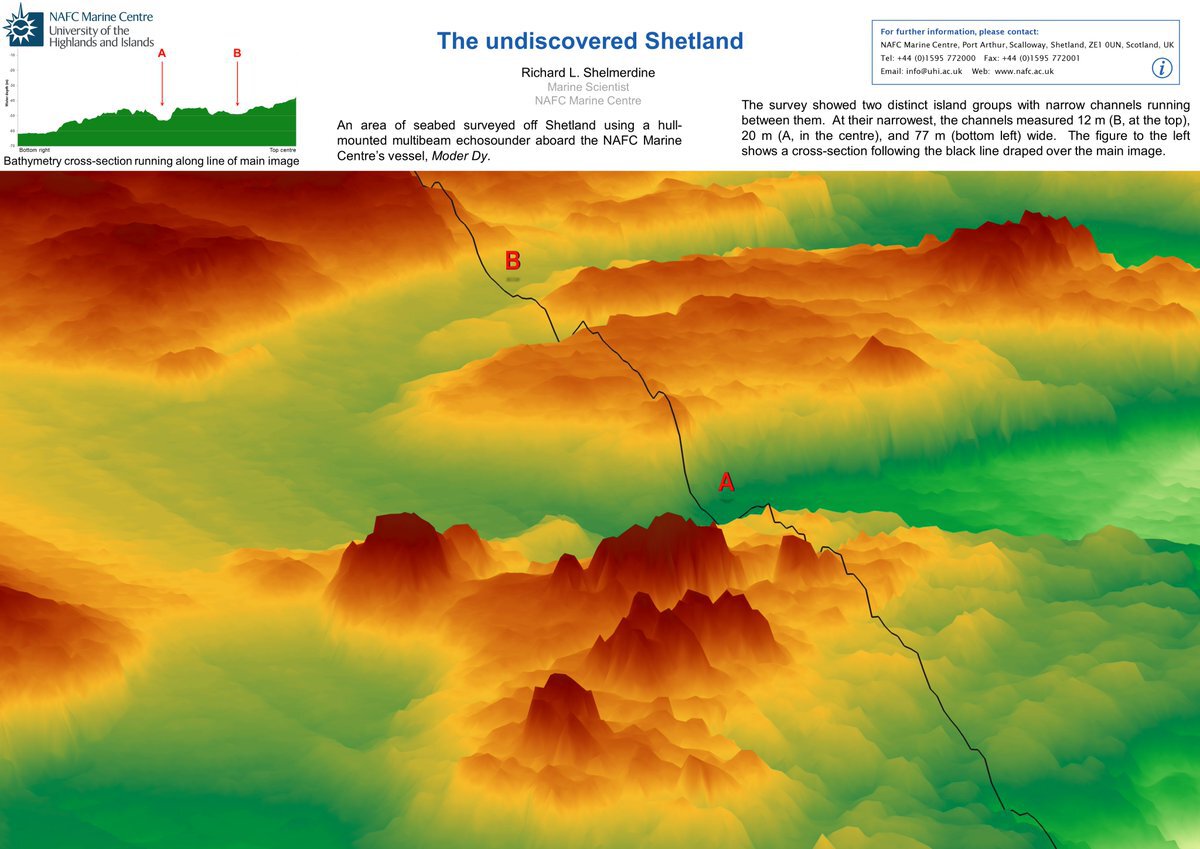 NAFC Marine Centre
University of the
Highlands and Islands
A
B
Bottom right
Top centre
Bathymetry cross-section running along line of main image
The undiscovered Shetland
Richard L. Shelmerdine
Marine Scientist
NAFC Marine Centre
An area of seabed surveyed off Shetland using a hull-
mounted multibeam echosounder aboard the NAFC Marine
Centre's vessel, Moder Dy.
For further information, please contact:
NAFC Marine Centre, Port Arthur, Scalloway, Shetland, ZE1 0UN, Scotland, UK
Tel: +44 (0)1595 772000 Fax: +44 (0)1595 772001
Email: info@uhi.ac.uk Web: www.nafc.ac.uk
i
The survey showed two distinct island groups with narrow channels running
between them. At their narrowest, the channels measured 12 m (B, at the top),
20 m (A, in the centre), and 77 m (bottom left) wide. The figure to the left
shows a cross-section following the black line draped over the main image.
B
A